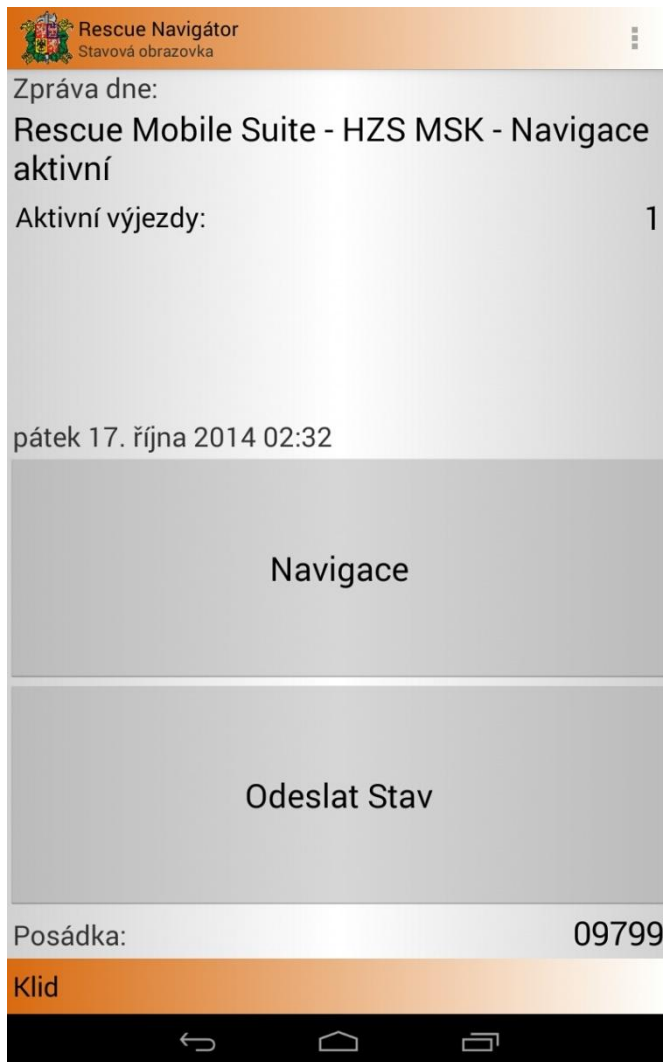 Rescue Navigátor
Stavová obrazovka
Zpráva dne:
Rescue Mobile Suite - HZS MSK - Navigace
aktivní
Aktivní výjezdy: 1
pátek 17. října 2014 02:32
Navigace
Odeslat Stav
Posádka: 09799
Klid